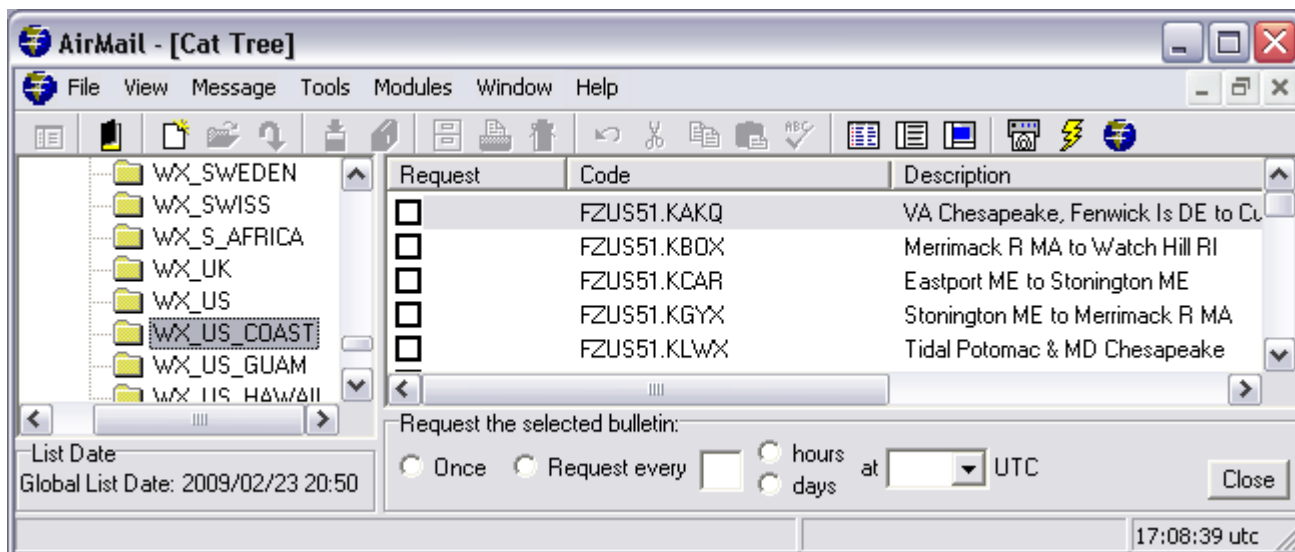 AirMail - [Cat Tree]
File View Message Tools Modules Window Help
ABC
WX_SWEDEN
WX_SWISS
WX_S_AFRICA
WX_UK
WX_US
WX_US_COAST
WX_US_GUAM
WX_US_HAWAII
List Date
Global List Date: 2009/02/23 20:50
Request Code Description
FZUS51.KAKQ VA Chesapeake, Fenwick Is DE to
FZUS51.KBOX Merrimack R MA to Watch Hill RI
FZUS51.KCAR Eastport ME to Stonington ME
FZUS51.KGYX Stonington ME to Merrimack R MA
FZUS51.KLWX Tidal Potomac & MD Chesapeake
Request the selected bulletin:
Once Request every hours days at UTC
Close
17:08:39 utc